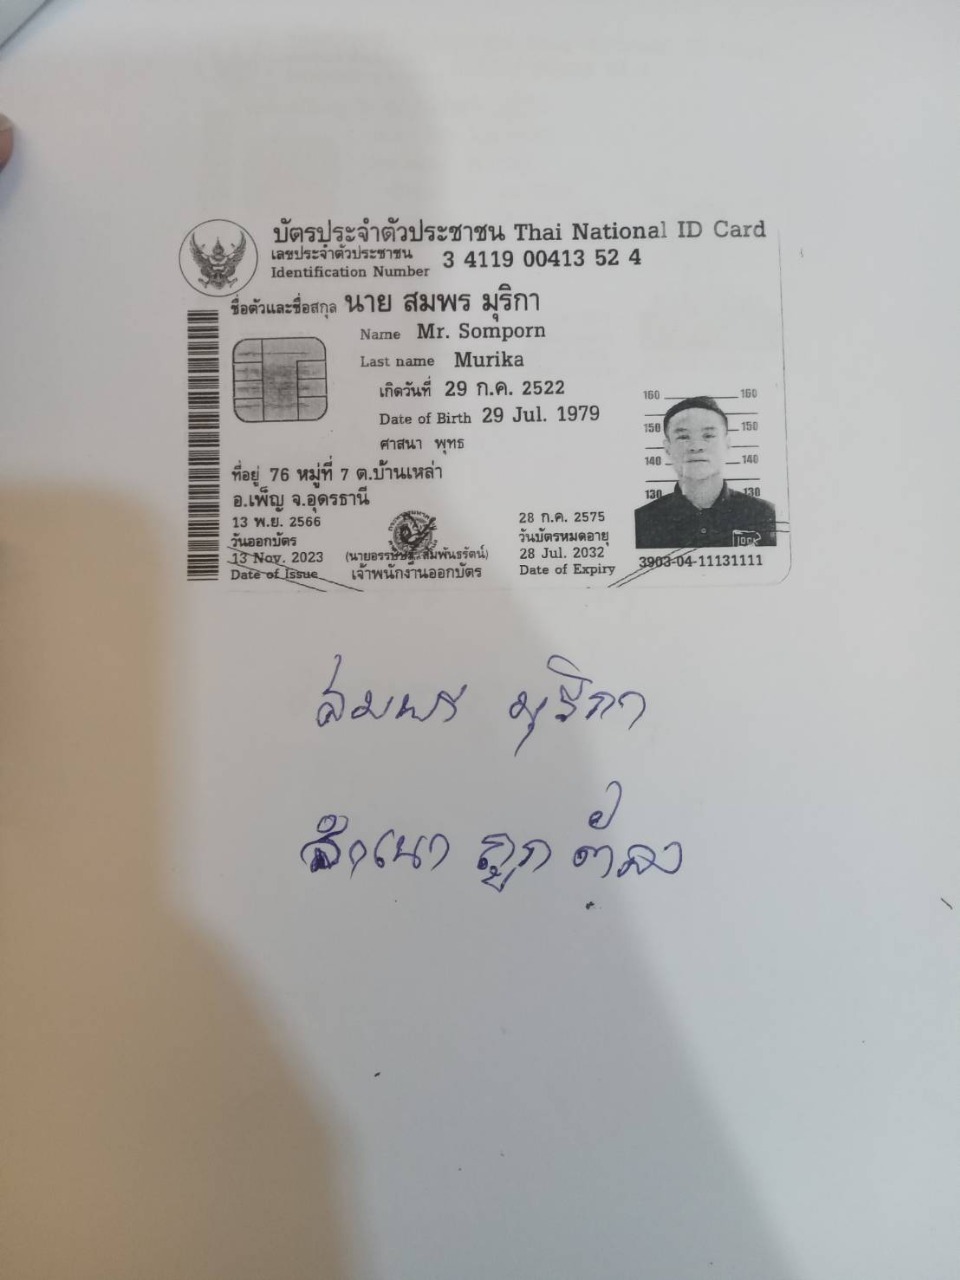 บัตรประจำตัวประชาชน Thai National ID Card
เลขประจำตัวประชาชน
Identification Number 3 4119 00413 52 4
ชื่อตัวและชื่อสกุล นาย สมพร มุริกา
Name Mr. Somporn
Last name Murika
เกิดวันที่ 29 ก.ค. 2522
Date of Birth 29 Jul. 1979
ศาสนา พุทธ
ที่อยู่ 76 หมู่ที่ 7 ต.บ้านเหล่า
อ.เพ็ญ จ.อุดรธานี
13 พ.ย. 2566
วันออกบัตร
13 Nov. 2023
Date of Issue
เจ้าพนักงานออกบัตร
28 ก.ค. 2575
วันบัตรหมดอายุ
28 Jul. 2032
Date of Expiry
160 160
150 150
140 140
130 130
3903-04-11131111
สมพร มุริกา
สำเนา ถูก ต้อง